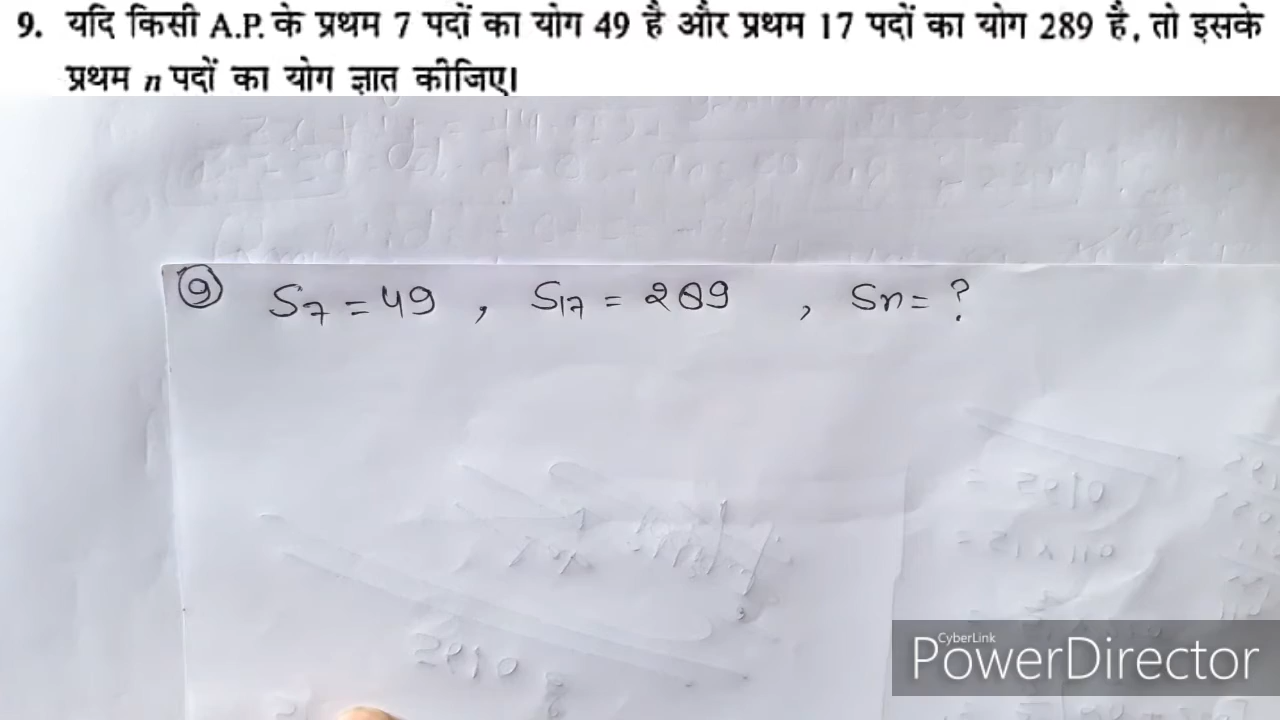 9. यदि किसी A.P. के प्रथम 7 पदों का योग 49 है और प्रथम 17 पदों का योग 289 है, तो इसके
प्रथम n पदों का योग ज्ञात कीजिए।
9 S7 = 49 , S17 = 289 , Sn = ?
CyberLink
PowerDirector